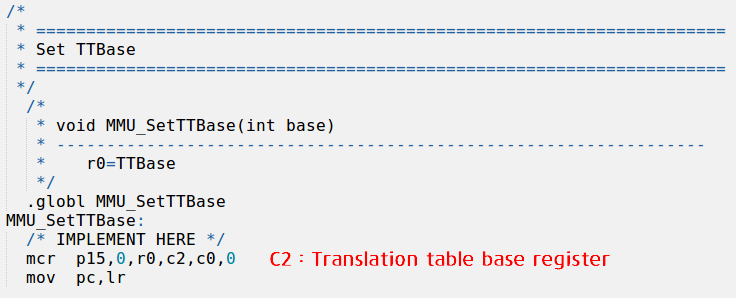 /*
 * =====================================================================
 * Set TTBase
 * =====================================================================
 */
  /*
   * void MMU_SetTTBase(int base)
   * -----------------------------------------------------------------
   *    r0=TTBase
   */
  .globl MMU_SetTTBase
MMU_SetTTBase:
  /* IMPLEMENT HERE */
  mcr  p15,0,r0,c2,c0,0   C2 : Translation table base register
  mov  pc,lr